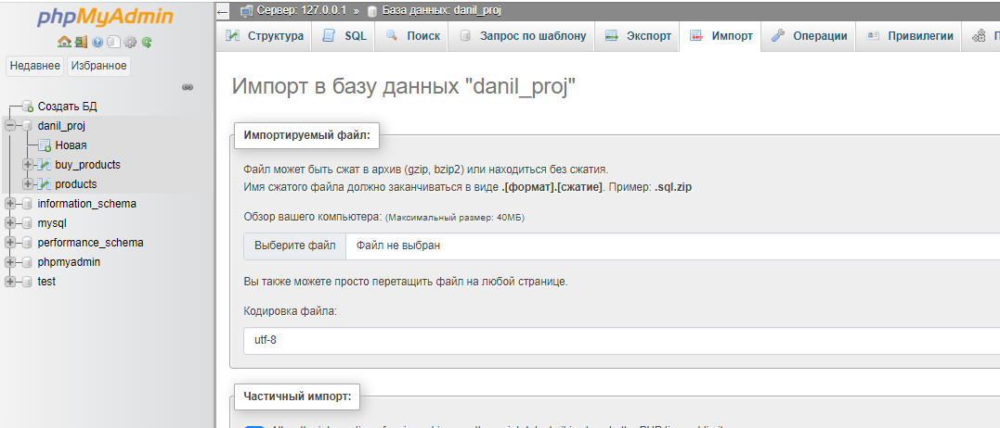 phpMyAdmin
Недавнее Избранное
Создать БД
danil_proj
Новая
buy_products
products
information_schema
mysql
performance_schema
phpmyadmin
test
Сервер: 127.0.0.1 » База данных: danil_proj
Структура SQL Поиск Запрос по шаблону Экспорт Импорт Операции Привилегии
Импорт в базу данных "danil_proj"
Импортируемый файл:
Файл может быть сжат в архив (gzip, bzip2) или находиться без сжатия.
Имя сжатого файла должно заканчиваться в виде .[формат].[сжатие]. Пример: .sql.zip
Обзор вашего компьютера: (Максимальный размер: 40МБ)
Выберите файл Файл не выбран
Вы также можете просто перетащить файл на любой странице.
Кодировка файла:
utf-8
Частичный импорт: